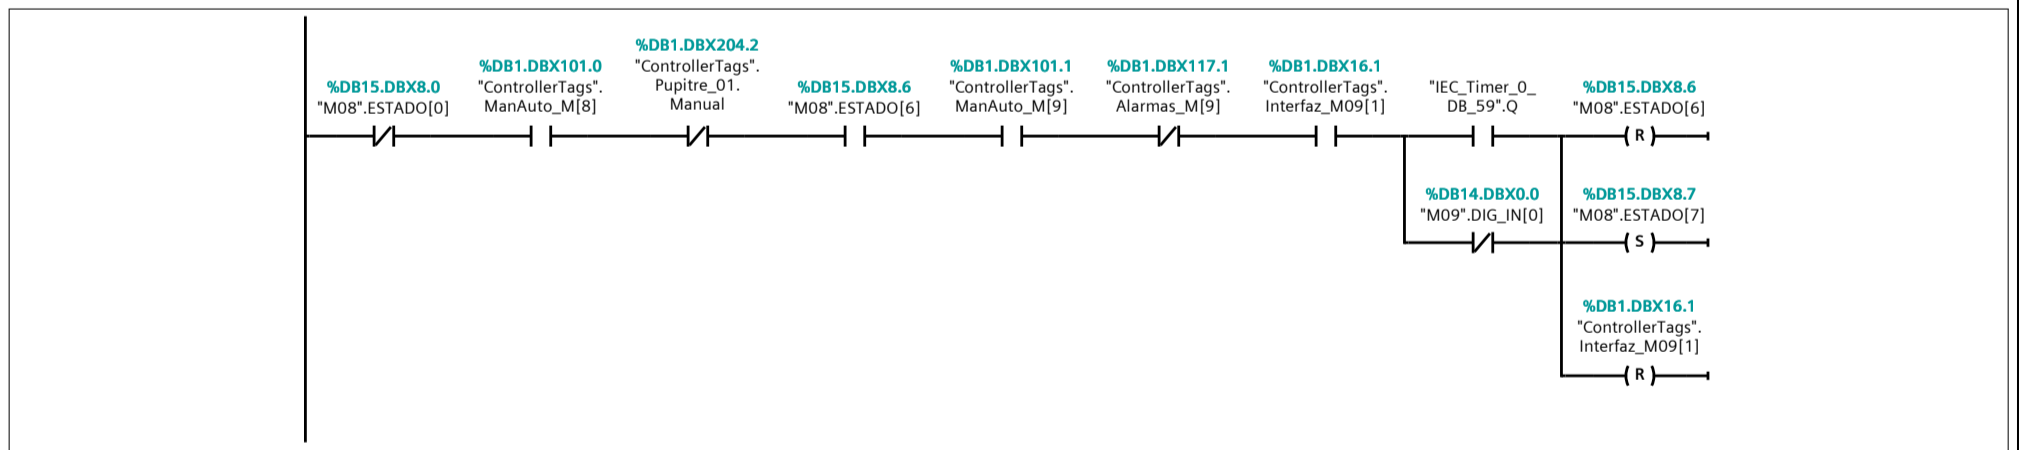 %DB15.DBX8.0
"M08".ESTADO[0]
%DB1.DBX101.0
"ControllerTags".
ManAuto_M[8]
%DB1.DBX204.2
"ControllerTags".
Pupitre_01.
Manual
%DB15.DBX8.6
"M08".ESTADO[6]
%DB1.DBX101.1
"ControllerTags".
ManAuto_M[9]
%DB1.DBX117.1
"ControllerTags".
Alarmas_M[9]
%DB1.DBX16.1
"ControllerTags".
Interfaz_M09[1]
"IEC_Timer_0_
DB_59".Q
%DB15.DBX8.6
"M08".ESTADO[6]
R
%DB14.DBX0.0
"M09".DIG_IN[0]
%DB15.DBX8.7
"M08".ESTADO[7]
S
%DB1.DBX16.1
"ControllerTags".
Interfaz_M09[1]
R